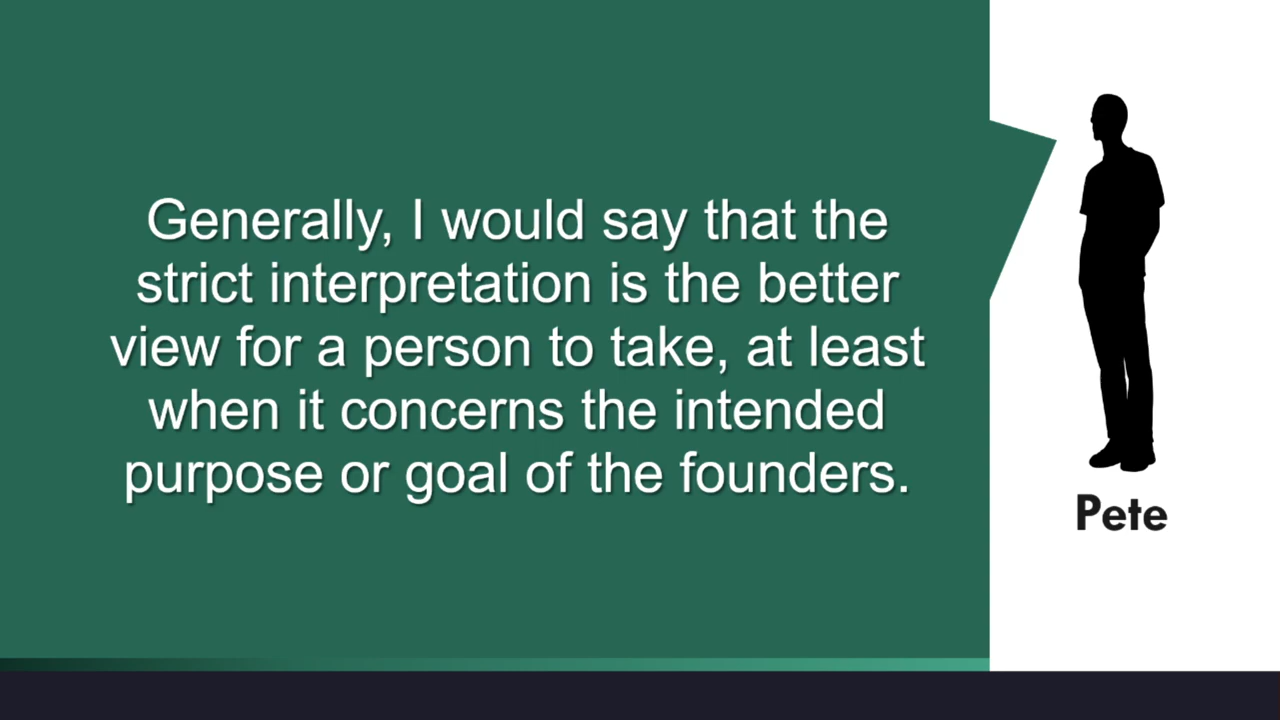 Generally, I would say that the
strict interpretation is the better
view for a person to take, at least
when it concerns the intended
purpose or goal of the founders.
Pete